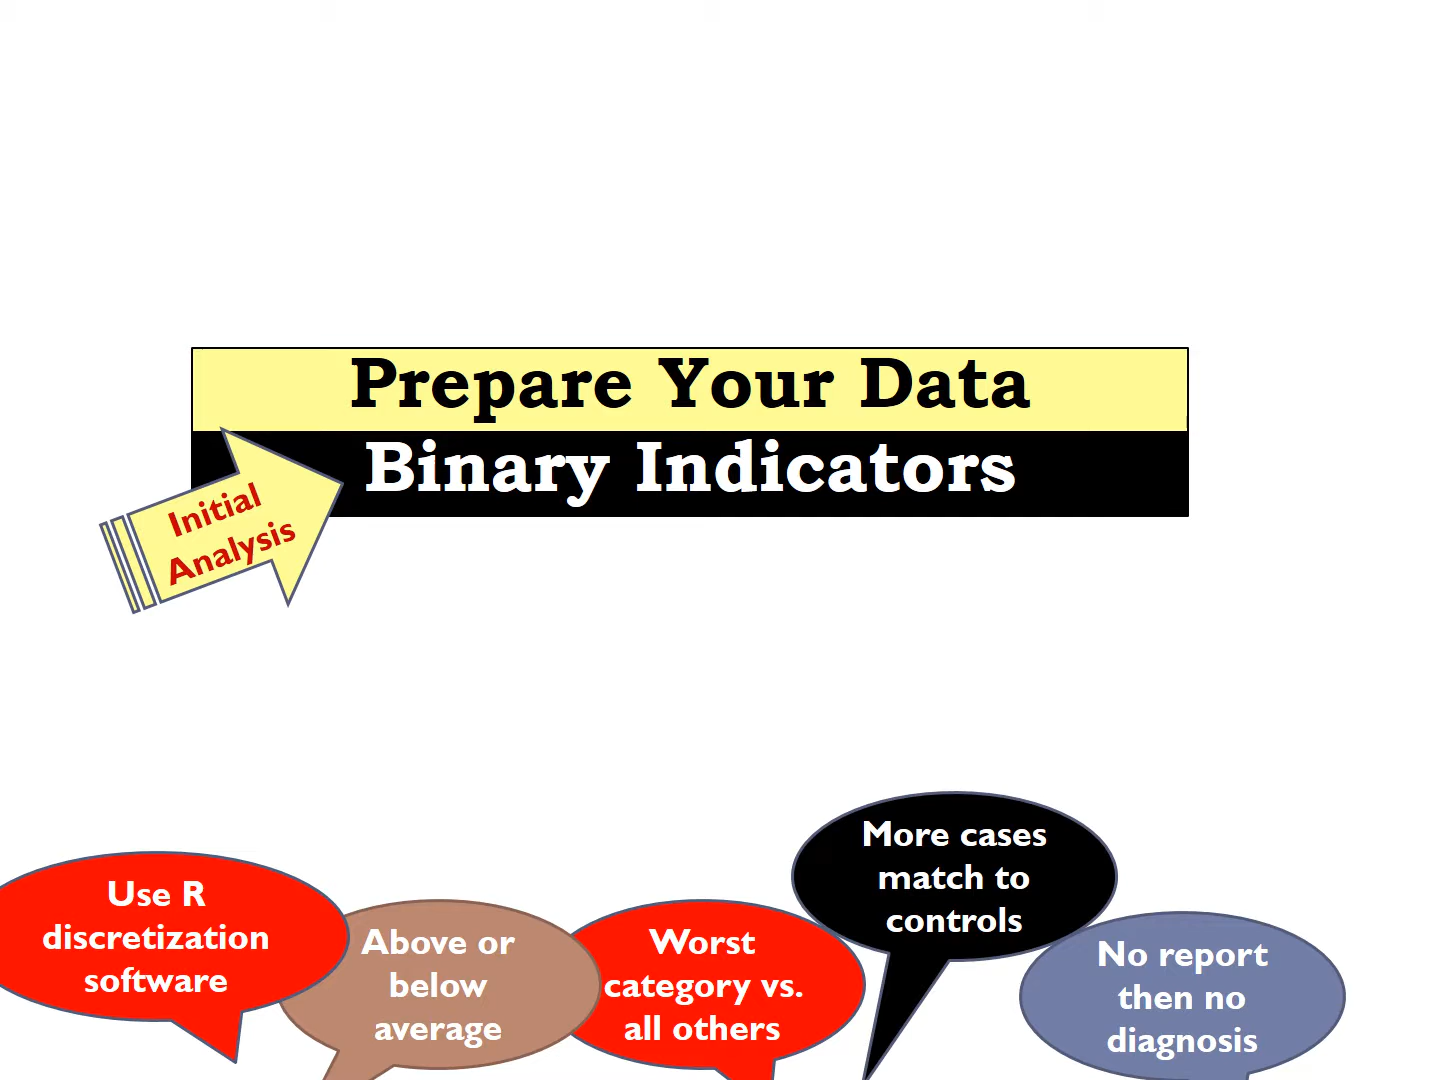 Prepare Your Data
Binary Indicators
Initial
Analysis
Use R
discretization
software
Above or
below
average
Worst
category vs.
all others
More cases
match to
controls
No report
then no
diagnosis